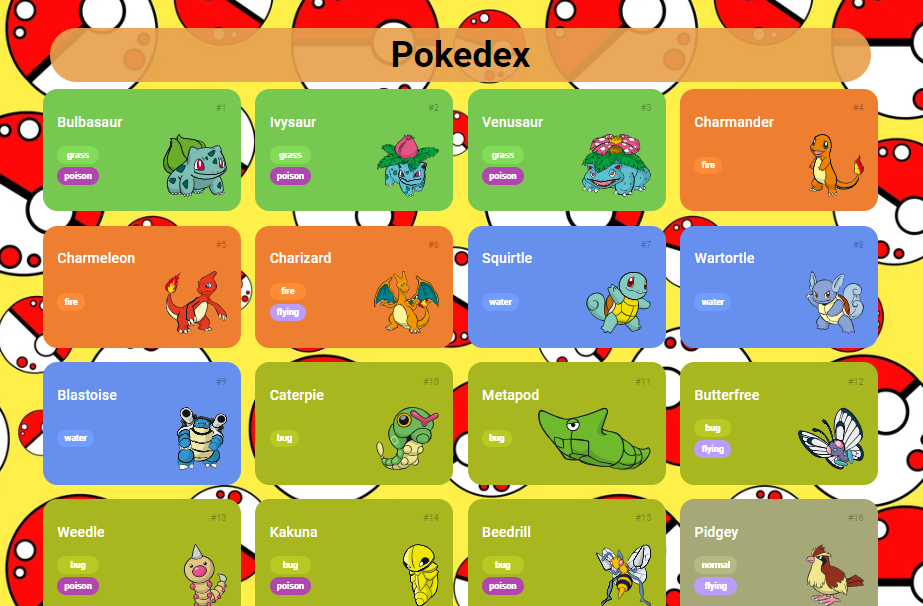 Pokedex
#1
Bulbasaur
grass
poison
#2
Ivysaur
grass
poison
#3
Venusaur
grass
poison
#4
Charmander
fire
#5
Charmeleon
fire
#6
Charizard
fire
flying
#7
Squirtle
water
#8
Wartortle
water
#9
Blastoise
water
#10
Caterpie
bug
#11
Metapod
bug
#12
Butterfree
bug
flying
#13
Weedle
bug
poison
#14
Kakuna
bug
poison
#15
Beedrill
bug
poison
#16
Pidgey
normal
flying